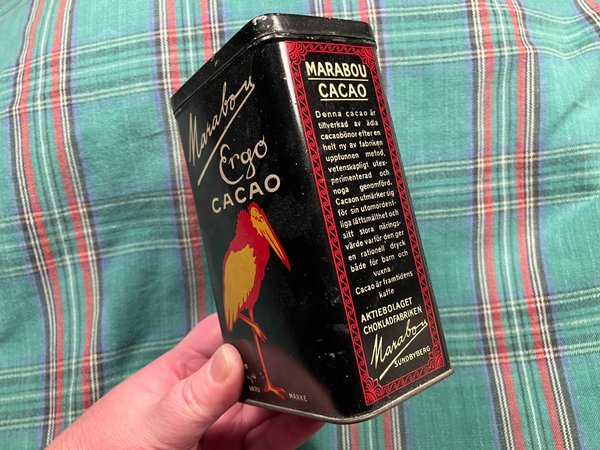 Marabou
Ergo
CACAO
MARKE
MARABOU
CACAO
Denna cacao är
tillverkad av ädla
cacaobönor efter en
helt ny av fabriken
uppfunnen metod,
vetenskapligt utex-
perimenterad och
noga genomförd.
Cacaon utmärker sig
för sin utomordent-
liga lättsmälthet och
sitt stora närings-
värde varför den ger
en rationell dryck
både för barn och
vuxna
Cacao är framtidens
kaffe
AKTIEBOLAGET
CHOKLADFABRIKEN
Marabou
SUNDBYBERG